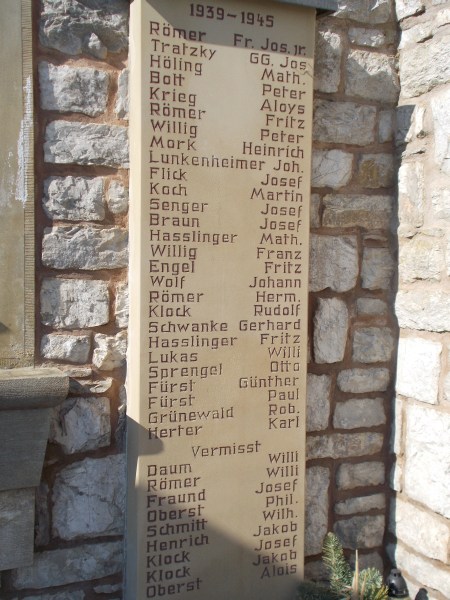 1939-1945
Römer Fr. Jos. jr.
Tratzky GG. Jos
Höling Math.
Bott Peter
Krieg Aloys
Römer Fritz
Willig Peter
Mork Heinrich
Lunkenheimer Joh.
Flick Josef
Koch Martin
Senger Josef
Braun Josef
Hasslinger Math.
Willig Franz
Engel Fritz
Wolf Johann
Römer Herm.
Klock Rudolf
Schwanke Gerhard
Hasslinger Fritz
Lukas Willi
Sprengel Otto
Fürst Günther
Fürst Paul
Grünewald Rob.
Herter Karl
Vermisst
Daum Willi
Römer Willi
Fraund Josef
Oberst Phil.
Schmitt Wilh.
Henrich Jakob
Klock Josef
Klock Jakob
Oberst Alois